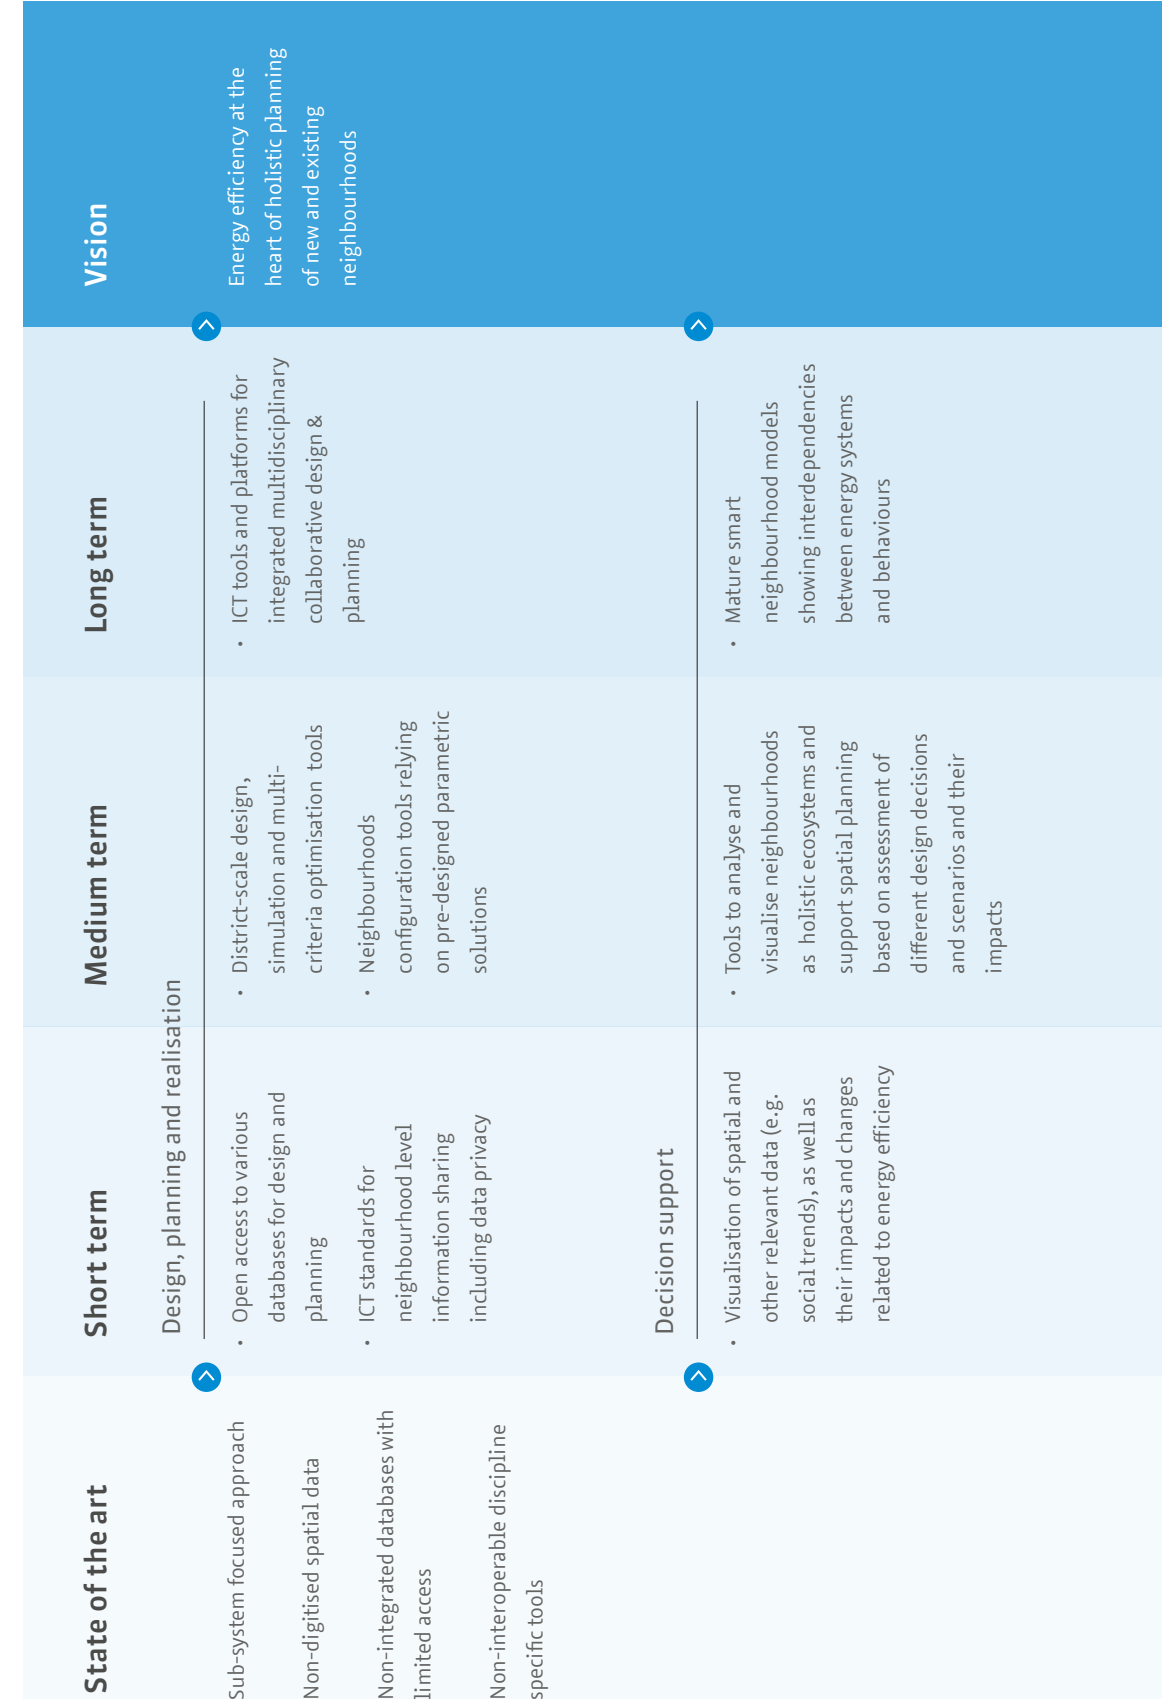 State of the art
Short term
Medium term
Long term
Vision
Sub-system focused approach
Non-digitised spatial data
Non-integrated databases with
limited access
Non-interoperable discipline
specific tools
Design, planning and realisation
• Open access to various
databases for design and
planning
• ICT standards for
neighbourhood level
information sharing
including data privacy
• District-scale design,
simulation and multi-
criteria optimisation tools
• Neighbourhoods
configuration tools relying
on pre-designed parametric
solutions
• ICT tools and platforms for
integrated multidisciplinary
collaborative design &
planning
Energy efficiency at the
heart of holistic planning
of new and existing
neighbourhoods
Decision support
• Visualisation of spatial and
other relevant data (e.g.
social trends), as well as
their impacts and changes
related to energy efficiency
• Tools to analyse and
visualise neighbourhoods
as holistic ecosystems and
support spatial planning
based on assessment of
different design decisions
and scenarios and their
impacts
• Mature smart
neighbourhood models
showing interdependencies
between energy systems
and behaviours